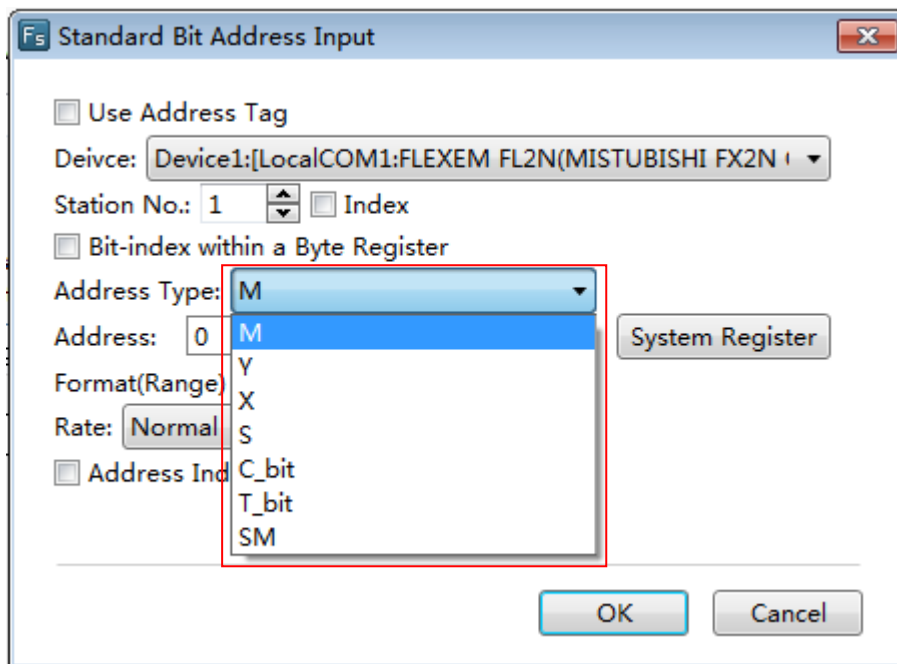 Fs Standard Bit Address Input
Use Address Tag
Deivce: Device1:[LocalCOM1:FLEXEM FL2N(MISTUBISHI FX2N (
Station No.: 1 Index
Bit-index within a Byte Register
Address Type: M
Address: 0 M System Register
Y
Format(Range)
X
Rate: Normal
S
Address Ind
C_bit
T_bit
SM
OK Cancel